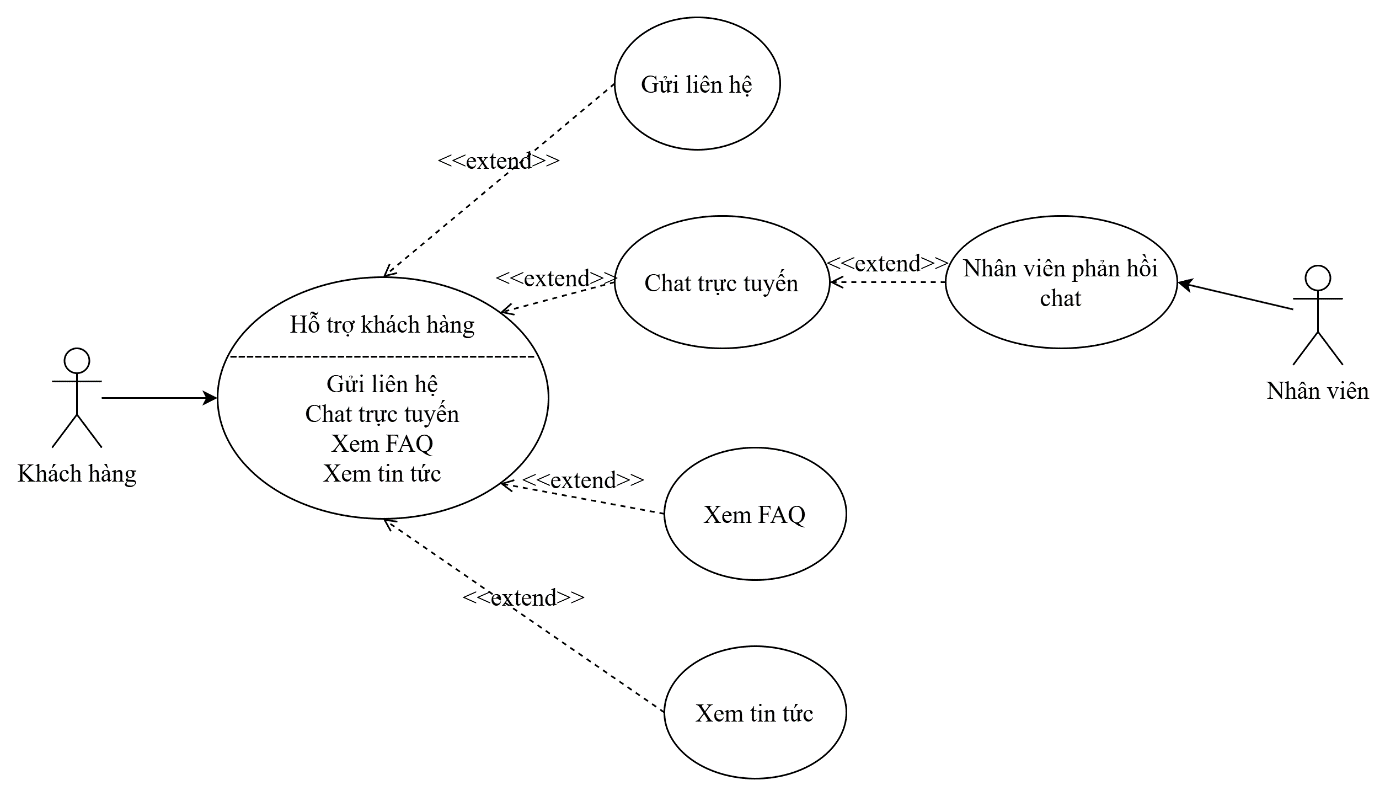 Gửi liên hệ
<<extend>>
<<extend>>
Chat trực tuyến
<<extend>>
Nhân viên phản hồi
chat
Nhân viên
Hỗ trợ khách hàng
Gửi liên hệ
Chat trực tuyến
Xem FAQ
Xem tin tức
Khách hàng
<<extend>>
Xem FAQ
<<extend>>
Xem tin tức